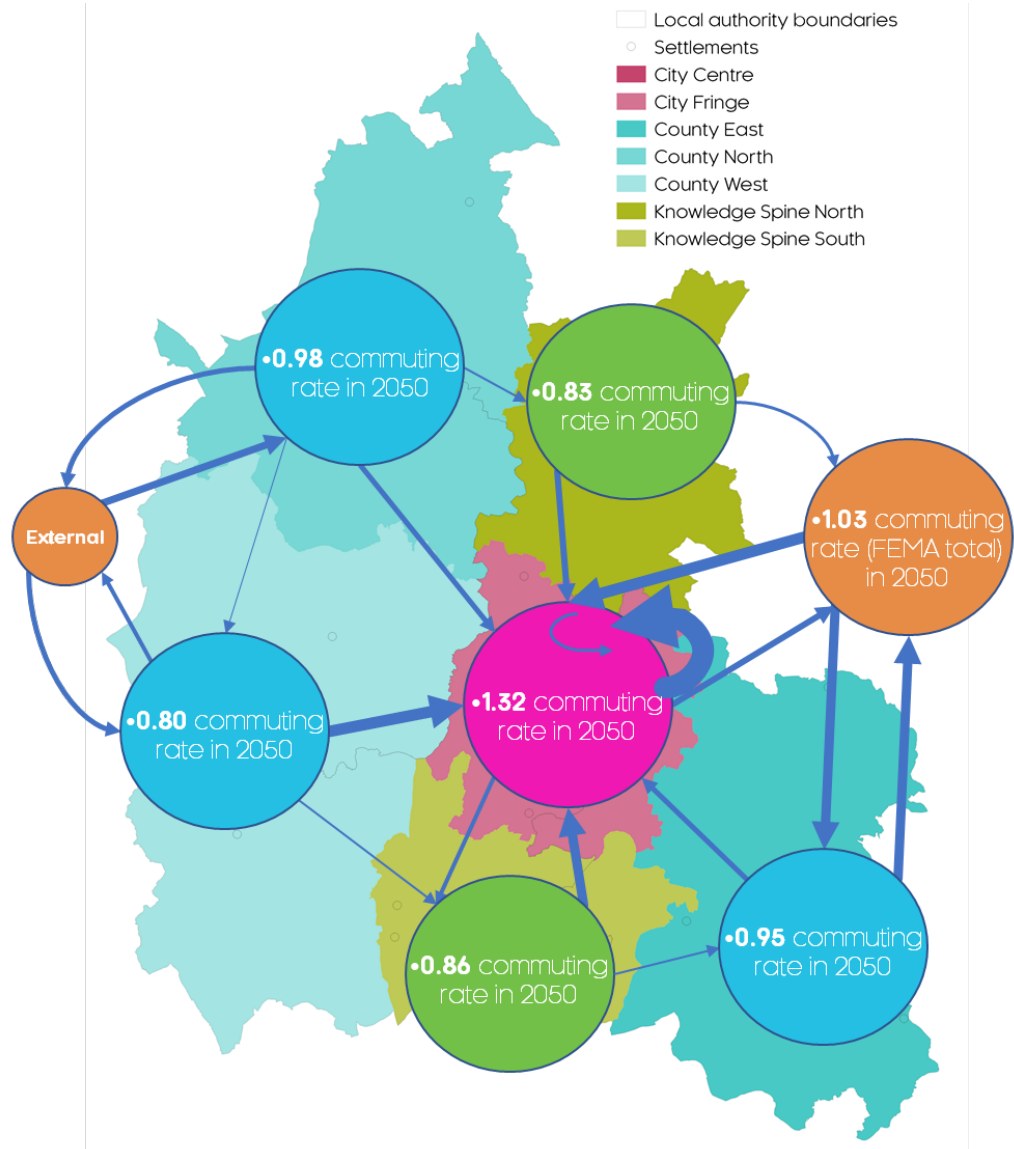 Local authority boundaries
Settlements
City Centre
City Fringe
County East
County North
County West
Knowledge Spine North
Knowledge Spine South
•0.98 commuting
rate in 2050
•0.83 commuting
rate in 2050
•1.03 commuting
rate (FEMA total)
in 2050
External
•1.32 commuting
rate in 2050
•0.80 commuting
rate in 2050
•0.95 commuting
rate in 2050
•0.86 commuting
rate in 2050